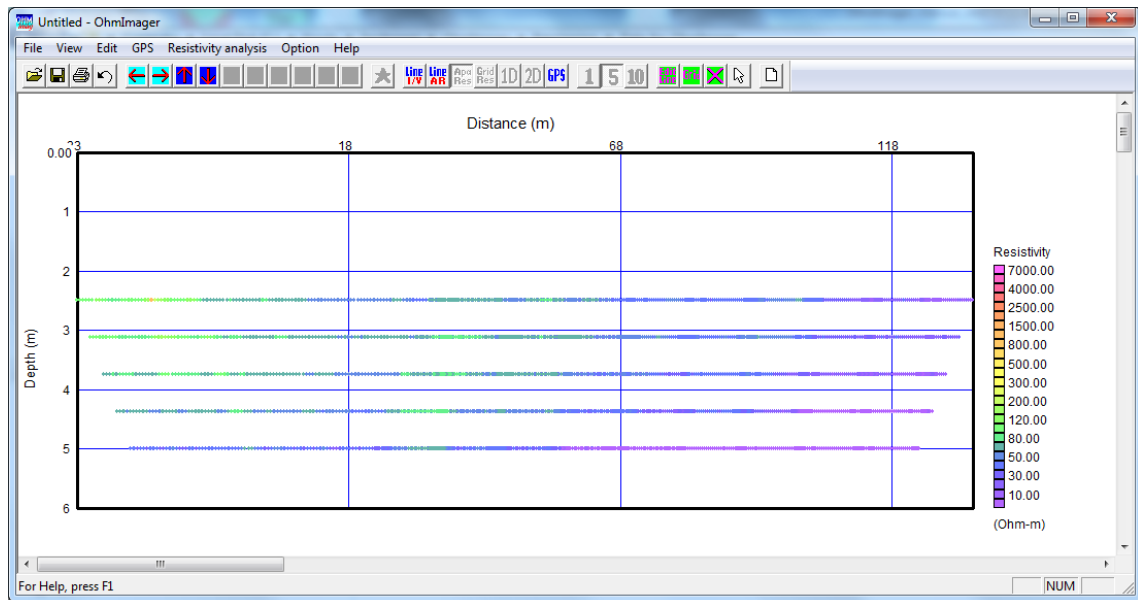 Untitled - OhmImager
File View Edit GPS Resistivity analysis Option Help
Line I/V Line AR Apa Res Grid Res 1D 2D GPS 1 5 10
Distance (m)
18 68 118
0.00
1
2
3
4
5
6
Depth (m)
Resistivity
7000.00
4000.00
2500.00
1500.00
800.00
500.00
300.00
200.00
120.00
80.00
50.00
30.00
10.00
(Ohm-m)
For Help, press F1
NUM